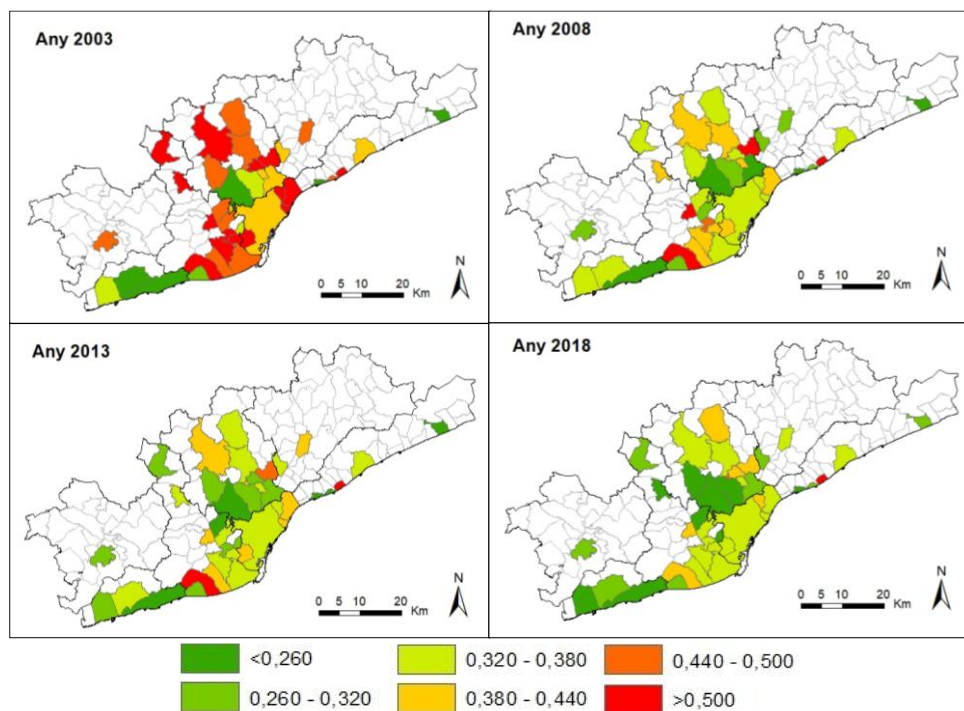 Any 2003
Any 2008
N
N
0 5 10 20
Km
0 5 10 20
Km
Any 2013
Any 2018
N
N
0 5 10 20
Km
0 5 10 20
Km
<0,260
0,320 - 0,380
0,440 - 0,500
0,260 - 0,320
0,380 - 0,440
>0,500